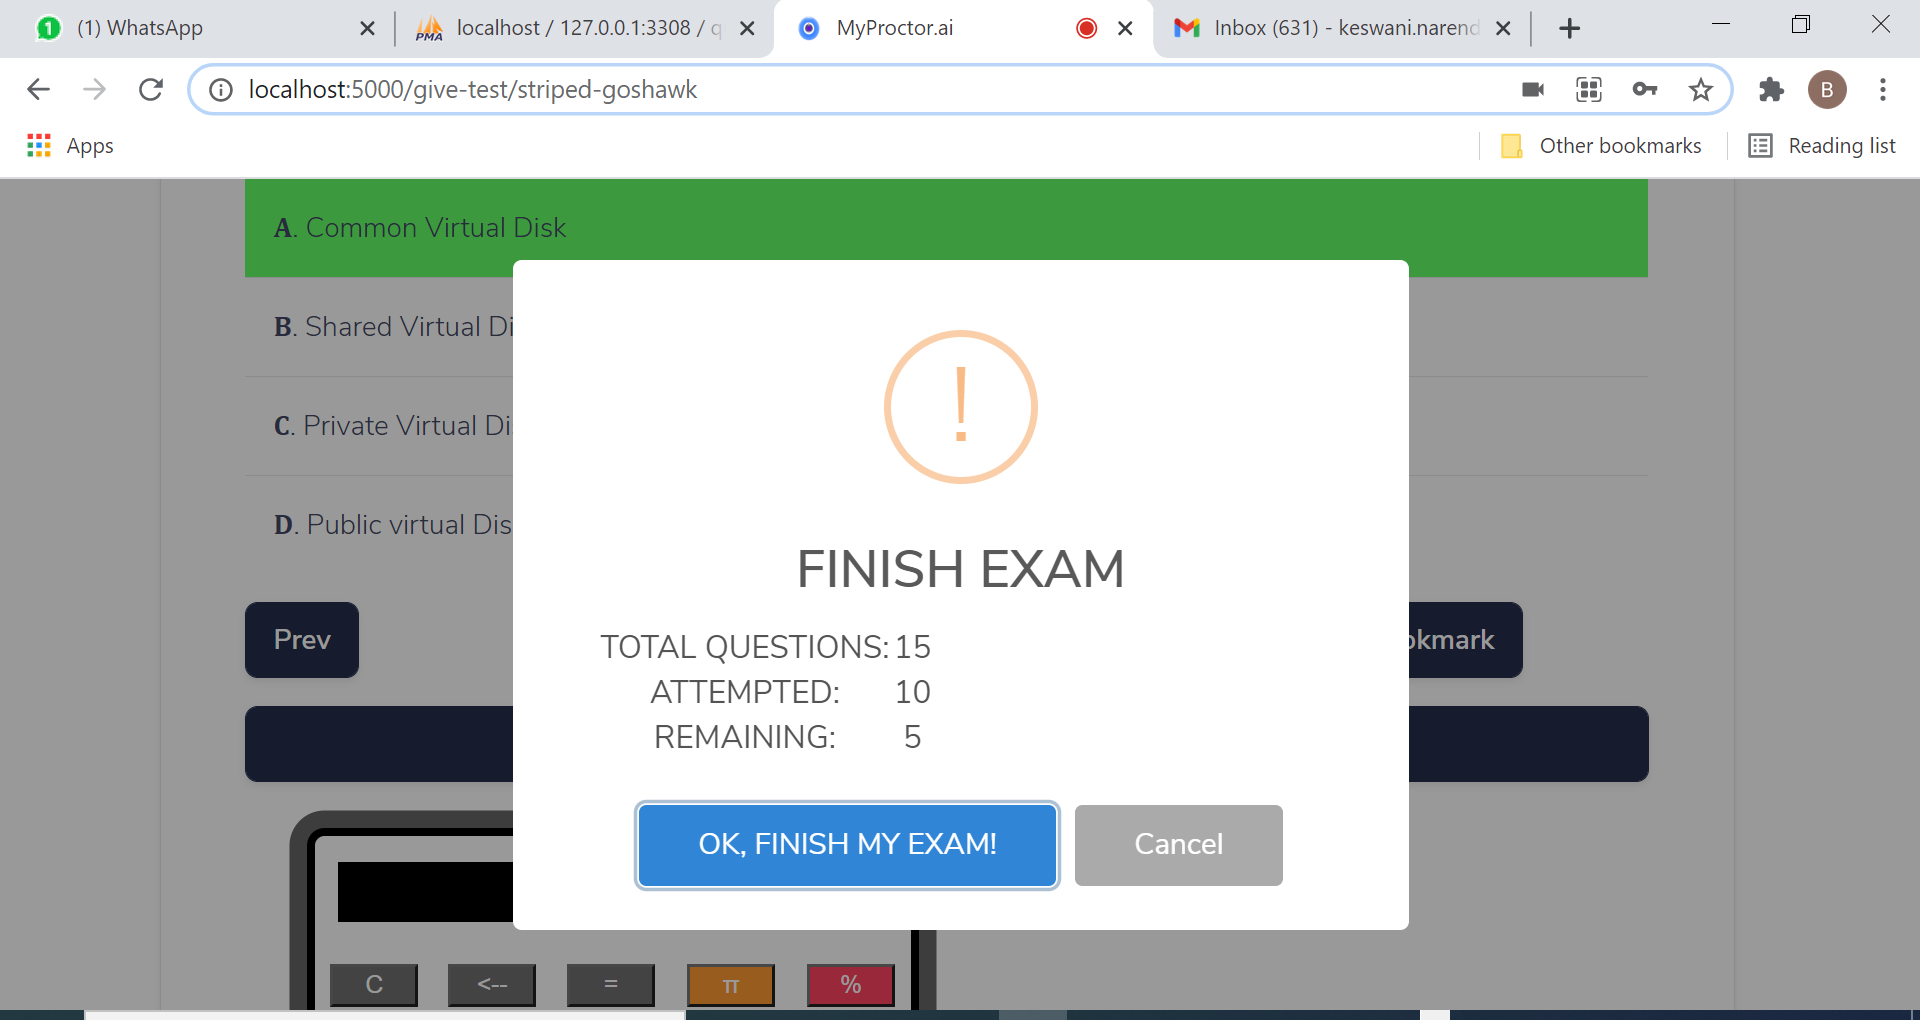 (1) WhatsApp
localhost / 127.0.0.1:3308 / q
MyProctor.ai
Inbox (631) - keswani.narend
localhost:5000/give-test/striped-goshawk
B
Apps
Other bookmarks
Reading list
A. Common Virtual Disk
B. Shared Virtual Di
C. Private Virtual Di
D. Public virtual Dis
!
FINISH EXAM
TOTAL QUESTIONS: 15
ATTEMPTED: 10
REMAINING: 5
Prev
okmark
OK, FINISH MY EXAM!
Cancel
C <-- = π %